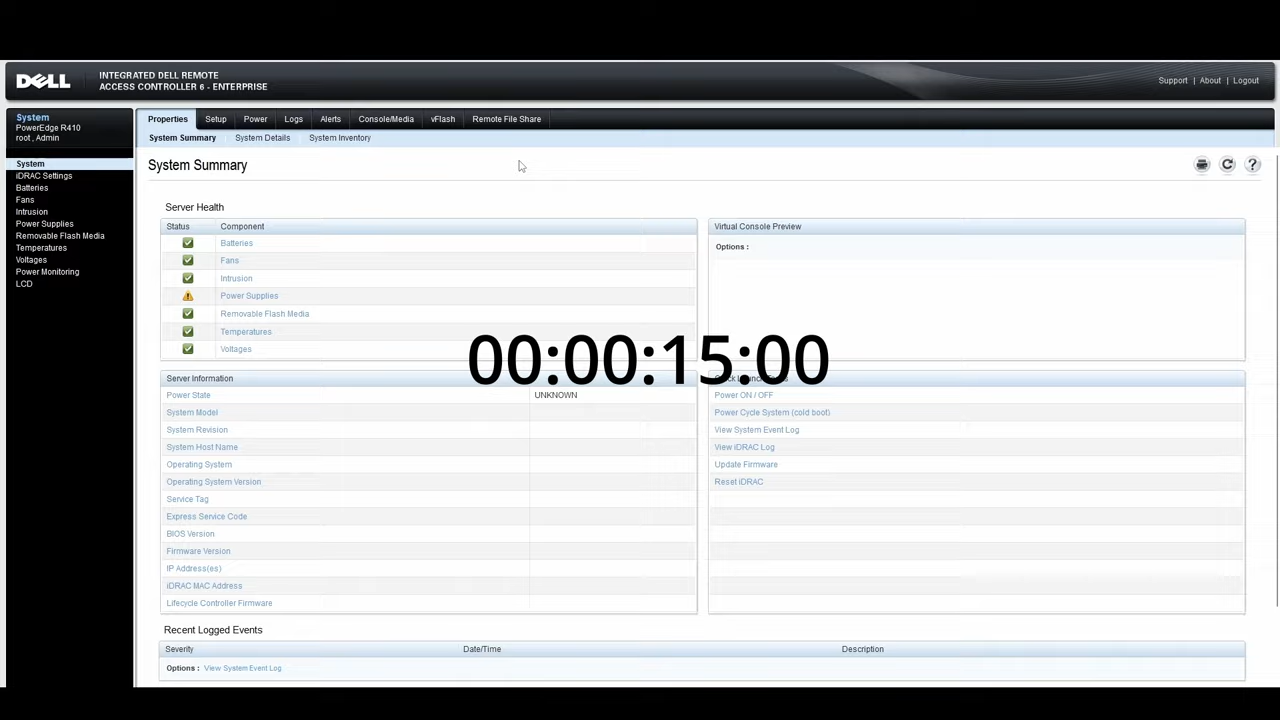 DELL
INTEGRATED DELL REMOTE
ACCESS CONTROLLER 6 - ENTERPRISE
Support | About | Logout
System
PowerEdge R410
root , Admin
Properties Setup Power Logs Alerts Console/Media vFlash Remote File Share
System Summary System Details System Inventory
System
iDRAC Settings
Batteries
Fans
Intrusion
Power Supplies
Removable Flash Media
Temperatures
Voltages
Power Monitoring
LCD
System Summary
Server Health
Status Component
Batteries
Fans
Intrusion
Power Supplies
Removable Flash Media
Temperatures
Voltages
Virtual Console Preview
Options :
00:00:15:00
Server Information
Power State UNKNOWN
System Model
System Revision
System Host Name
Operating System
Operating System Version
Service Tag
Express Service Code
BIOS Version
Firmware Version
IP Address(es)
iDRAC MAC Address
Lifecycle Controller Firmware
Power ON / OFF
Power Cycle System (cold boot)
View System Event Log
View iDRAC Log
Update Firmware
Reset iDRAC
Recent Logged Events
Severity Date/Time Description
Options : View System Event Log